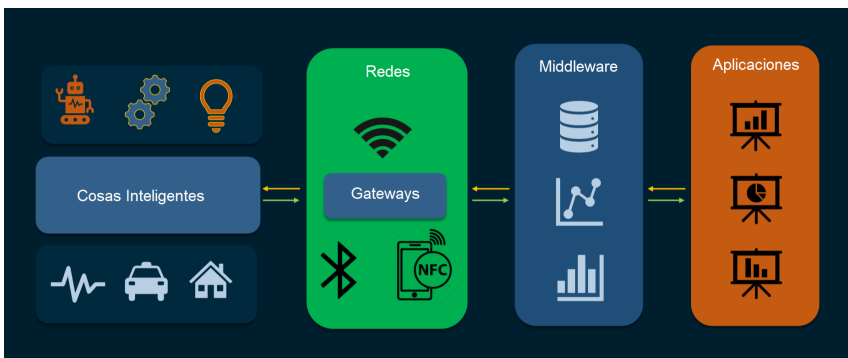 Redes
Middleware
Aplicaciones
Cosas Inteligentes
Gateways
NFC